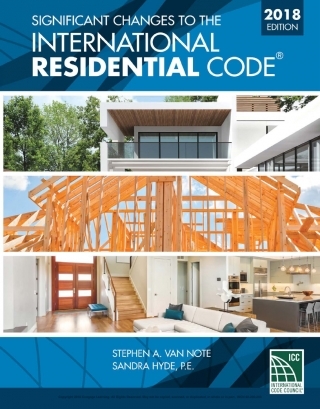 SIGNIFICANT CHANGES TO THE
INTERNATIONAL
RESIDENTIAL CODE®
2018
EDITION
STEPHEN A. VAN NOTE
SANDRA HYDE, P.E.
ICC
INTERNATIONAL
CODE COUNCIL®